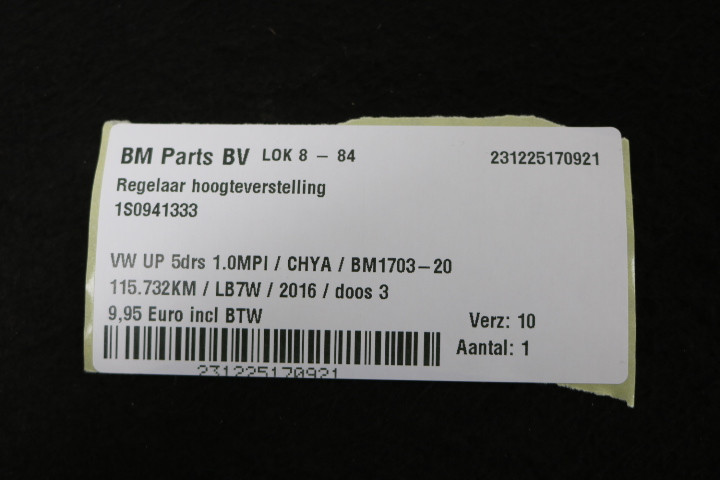 BM Parts BV LOK 8 – 84 231225170921
Regelaar hoogteverstelling
1S0941333
VW UP 5drs 1.0MPI / CHYA / BM1703–20
115.732KM / LB7W / 2016 / doos 3
9,95 Euro incl BTW Verz: 10
Aantal: 1
231225170921